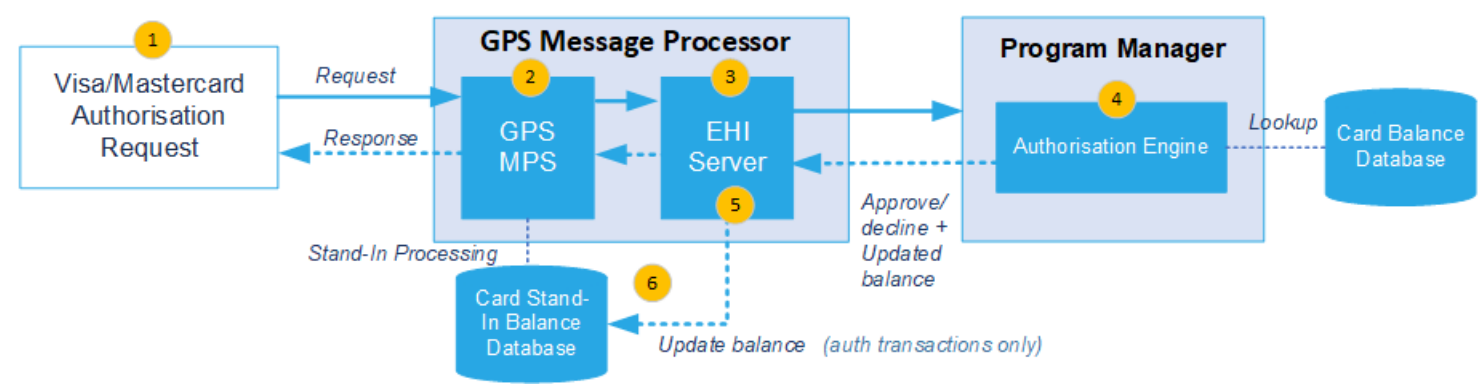 1
Visa/Mastercard
Authorisation
Request
Request
Response
GPS Message Processor
2
GPS
MPS
3
EHI
Server
5
Program Manager
4
Authorisation Engine
Lookup
Card Balance
Database
Approve/
decline +
Updated
balance
Stand-In Processing
6
Card Stand-
In Balance
Database
Update balance (auth transactions only)